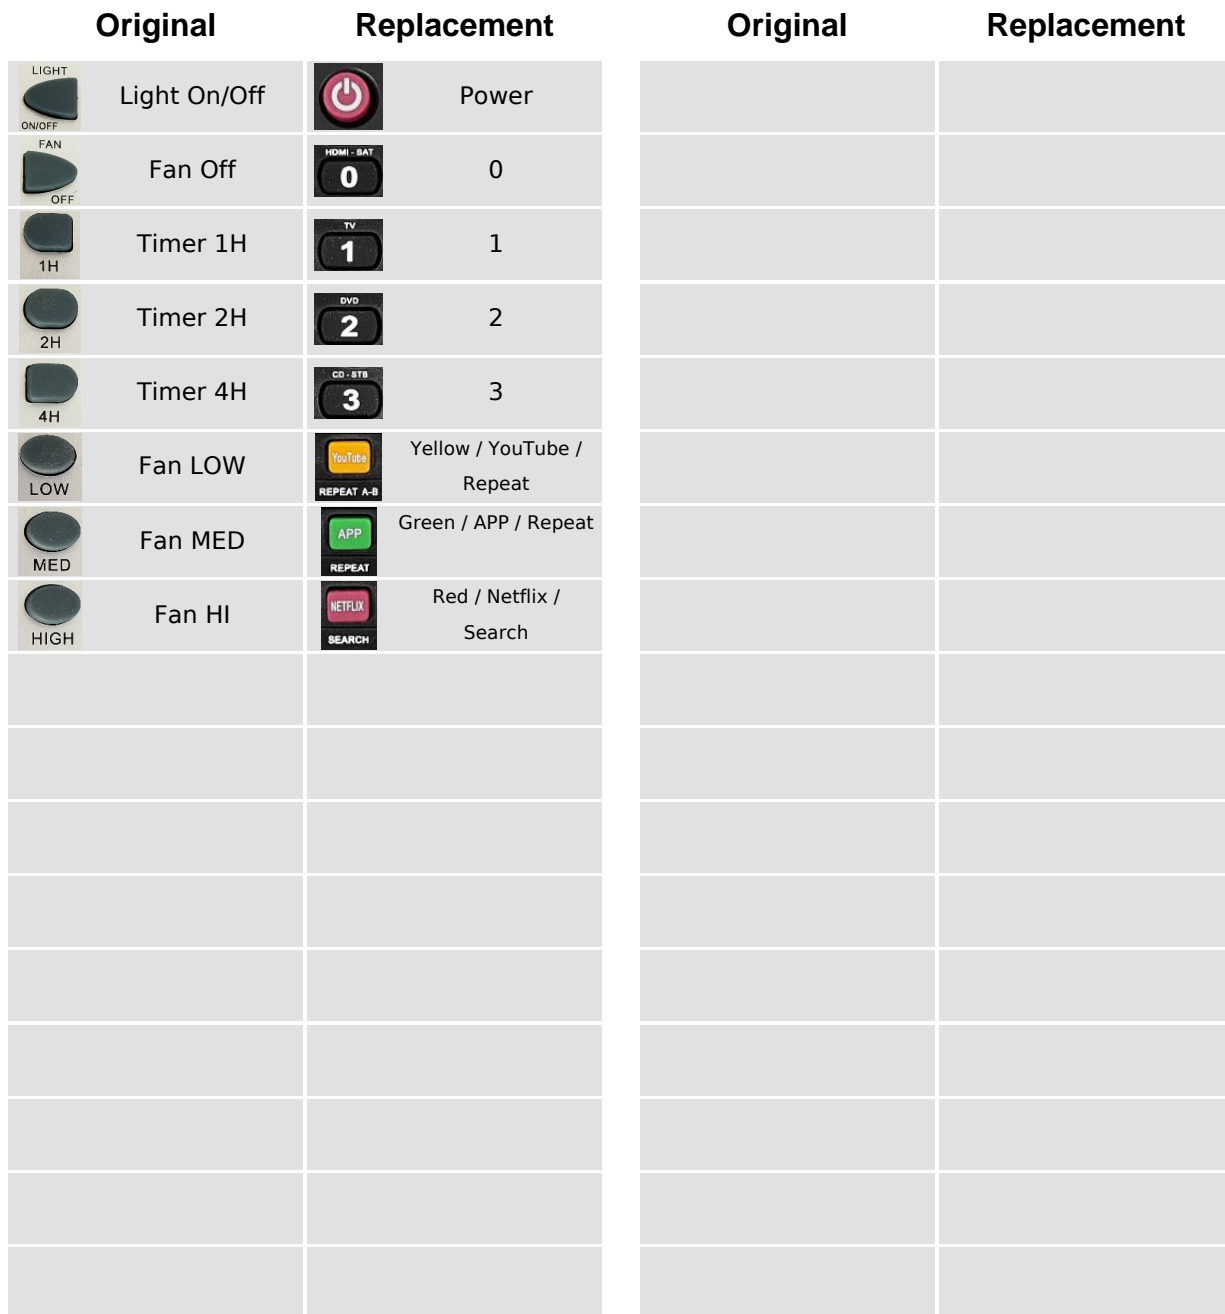 Original Replacement Original Replacement
LIGHT
ON/OFF
Light On/Off
Power
FAN
OFF
Fan Off
HDMI - SAT
0
0
1H
Timer 1H
TV
1
1
2H
Timer 2H
DVD
2
2
4H
Timer 4H
CD - STB
3
3
LOW
Fan LOW
YouTube
REPEAT A-B
Yellow / YouTube /
Repeat
MED
Fan MED
APP
REPEAT
Green / APP / Repeat
HIGH
Fan HI
NETFLIX
SEARCH
Red / Netflix /
Search